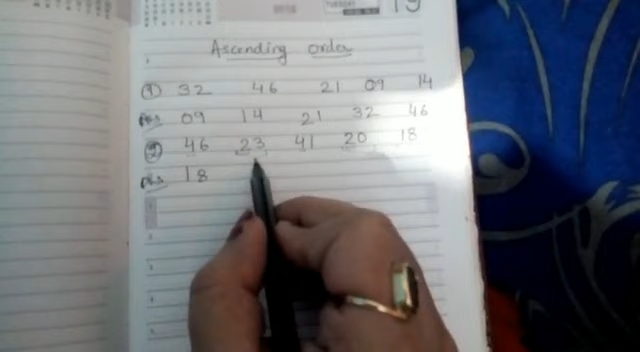 TUESDAY 19
Ascending order
① 32 46 21 09 14
Ans 09 14 21 32 46
② 46 23 41 20 18
Ans 18